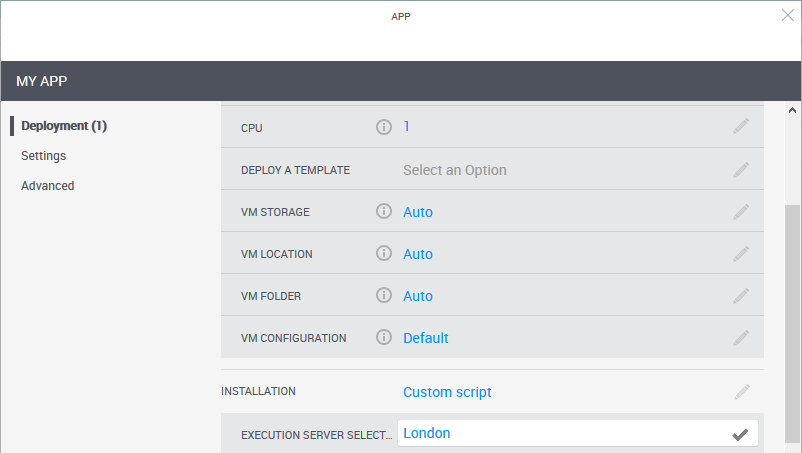 APP
MY APP
Deployment (1)
Settings
Advanced
CPU 1
DEPLOY A TEMPLATE Select an Option
VM STORAGE Auto
VM LOCATION Auto
VM FOLDER Auto
VM CONFIGURATION Default
INSTALLATION Custom script
EXECUTION SERVER SELECT... London